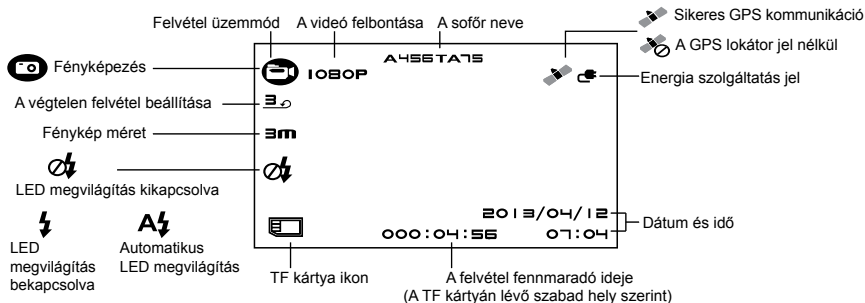 Felvétel üzemmód
A videó felbontása
A sofőr neve
Sikeres GPS kommunikáció
A GPS lokátor jel nélkül
Fényképezés
1080P
A456TA75
Energia szolgáltatás jel
A végtelen felvétel beállítása
3
Fénykép méret
3m
LED megvilágítás kikapcsolva
LED
megvilágítás
bekapcsolva
A
Automatikus
LED megvilágítás
2013/04/12
000:04:56
07:04
Dátum és idő
TF kártya ikon
A felvétel fennmaradó ideje
(A TF kártyán lévő szabad hely szerint)